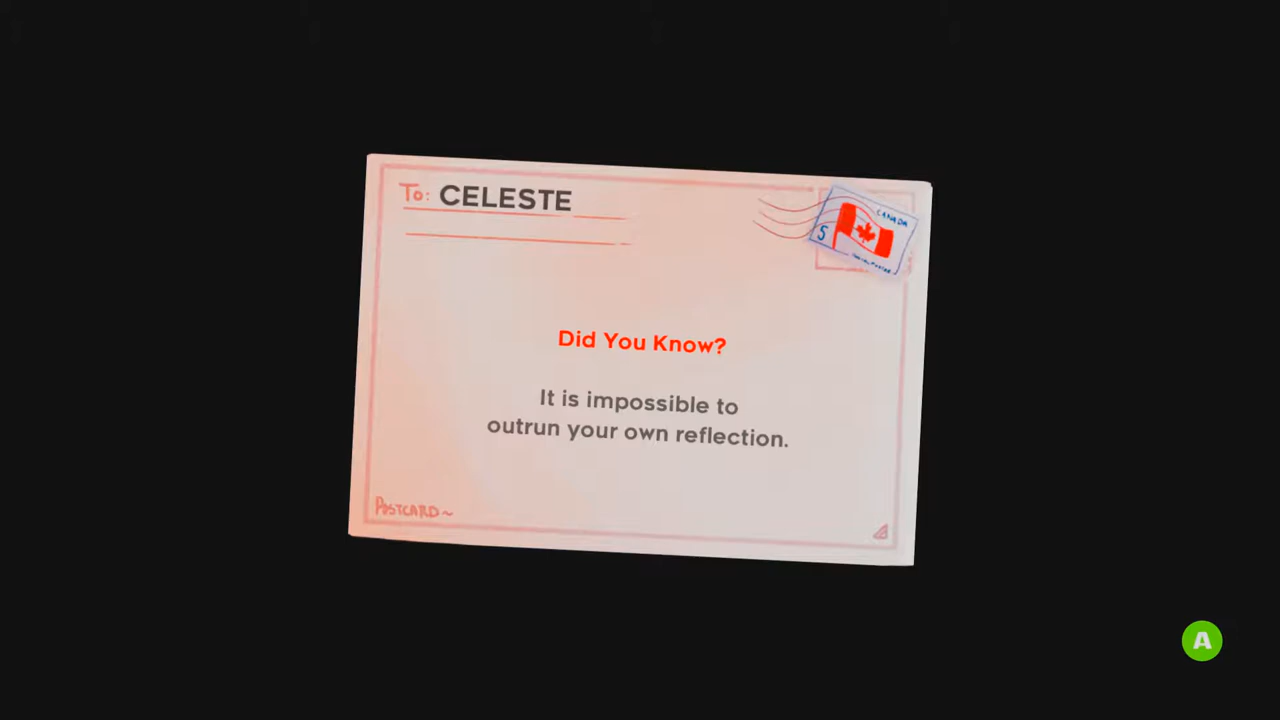 To: CELESTE
CANADA
5
Did You Know?
It is impossible to
outrun your own reflection.
POSTCARD~
A